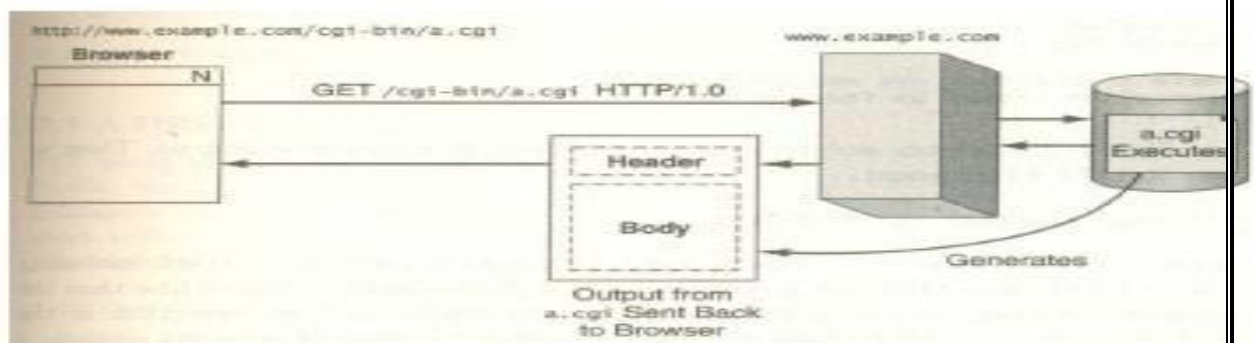 http://www.example.com/cgi-bin/a.cgi
www.example.com
Browser
N
GET /cgi-bin/a.cgi HTTP/1.0
a.cgi
Executes
Header
Body
Generates
Output from
a.cgi Sent Back
to Browser